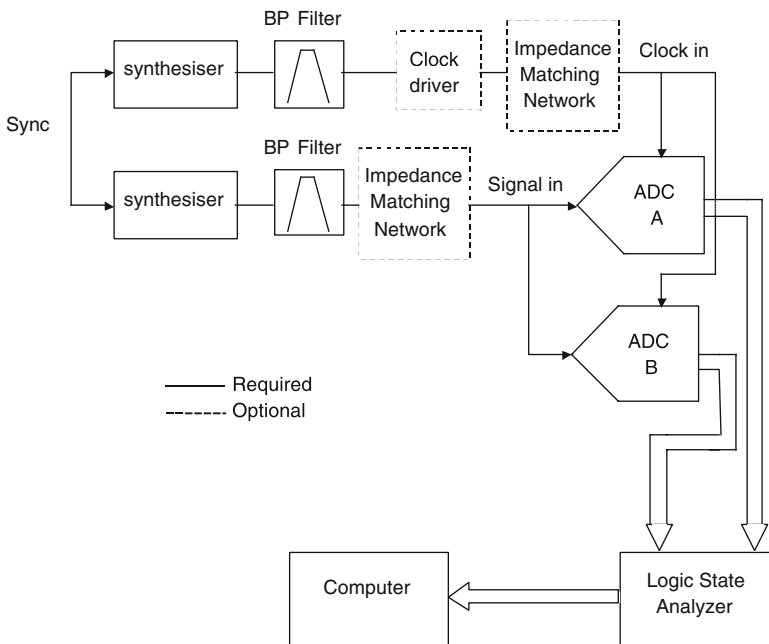 BP Filter
synthesiser
Clock
driver
Impedance
Matching
Network
Clock in
Sync
BP Filter
synthesiser
Impedance
Matching
Network
Signal in
ADC
A
ADC
B
Required
Optional
Computer
Logic State
Analyzer